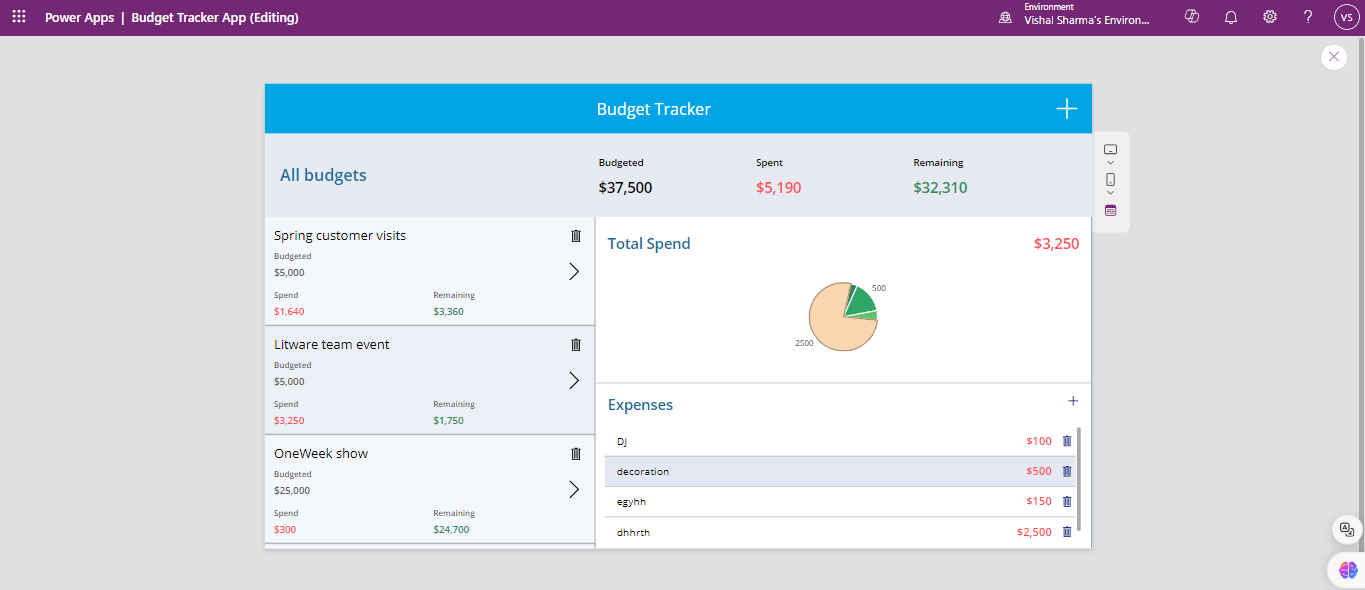 Power Apps | Budget Tracker App (Editing)
Environment
Vishal Sharma's Environ...
?
VS
Budget Tracker
All budgets
Budgeted
Spent
Remaining
$37,500
$5,190
$32,310
Spring customer visits
Budgeted
$5,000
Spend
Remaining
$1,640
$3,360
Litware team event
Budgeted
$5,000
Spend
Remaining
$3,250
$1,750
OneWeek show
Budgeted
$25,000
Spend
Remaining
$300
$24,700
Total Spend
$3,250
500
2500
Expenses
DJ
$100
decoration
$500
egyhh
$150
dhhrth
$2,500